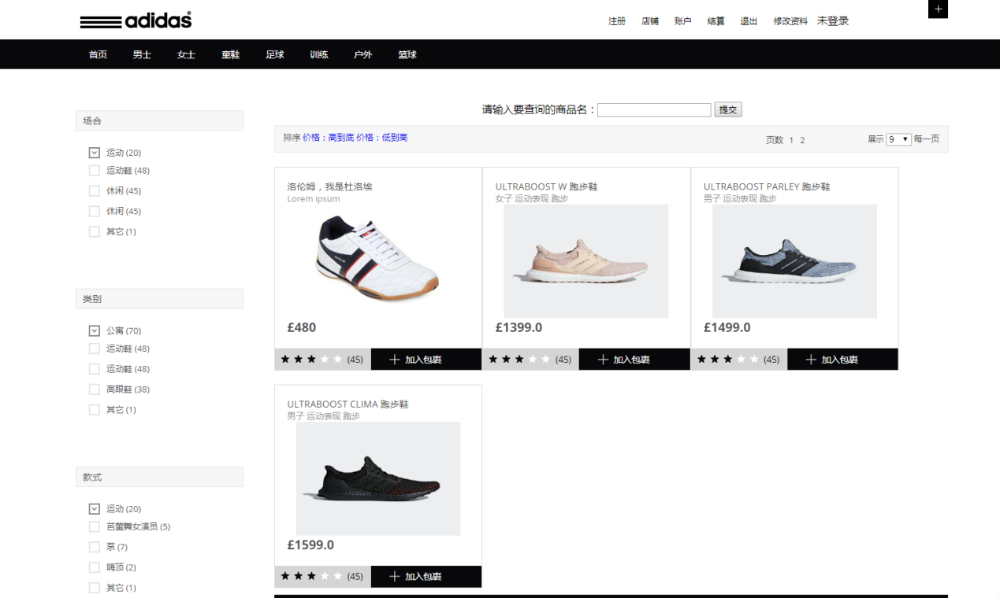 adidas
注册 店铺 账户 结算 退出 修改资料 未登录
首页 男士 女士 童鞋 足球 训练 户外 篮球
请输入要查询的商品名： 提交
排序 价格：高到底 价格：低到高 页数 1 2 展示 9 每一页
场合
运动 (20)
运动鞋 (48)
休闲 (45)
休闲 (45)
其它 (1)
类别
公寓 (70)
运动鞋 (48)
运动鞋 (48)
高跟鞋 (38)
其它 (1)
款式
运动 (20)
芭蕾舞女演员 (5)
泵 (7)
嗨顶 (2)
其它 (1)
洛伦姆，我是杜洛埃
Lorem ipsum
£480
(45) 加入包裹
ULTRABOOST W 跑步鞋
女子 运动表现 跑步
£1399.0
(45) 加入包裹
ULTRABOOST PARLEY 跑步鞋
男子 运动表现 跑步
£1499.0
(45) 加入包裹
ULTRABOOST CLIMA 跑步鞋
男子 运动表现 跑步
£1599.0
(45) 加入包裹